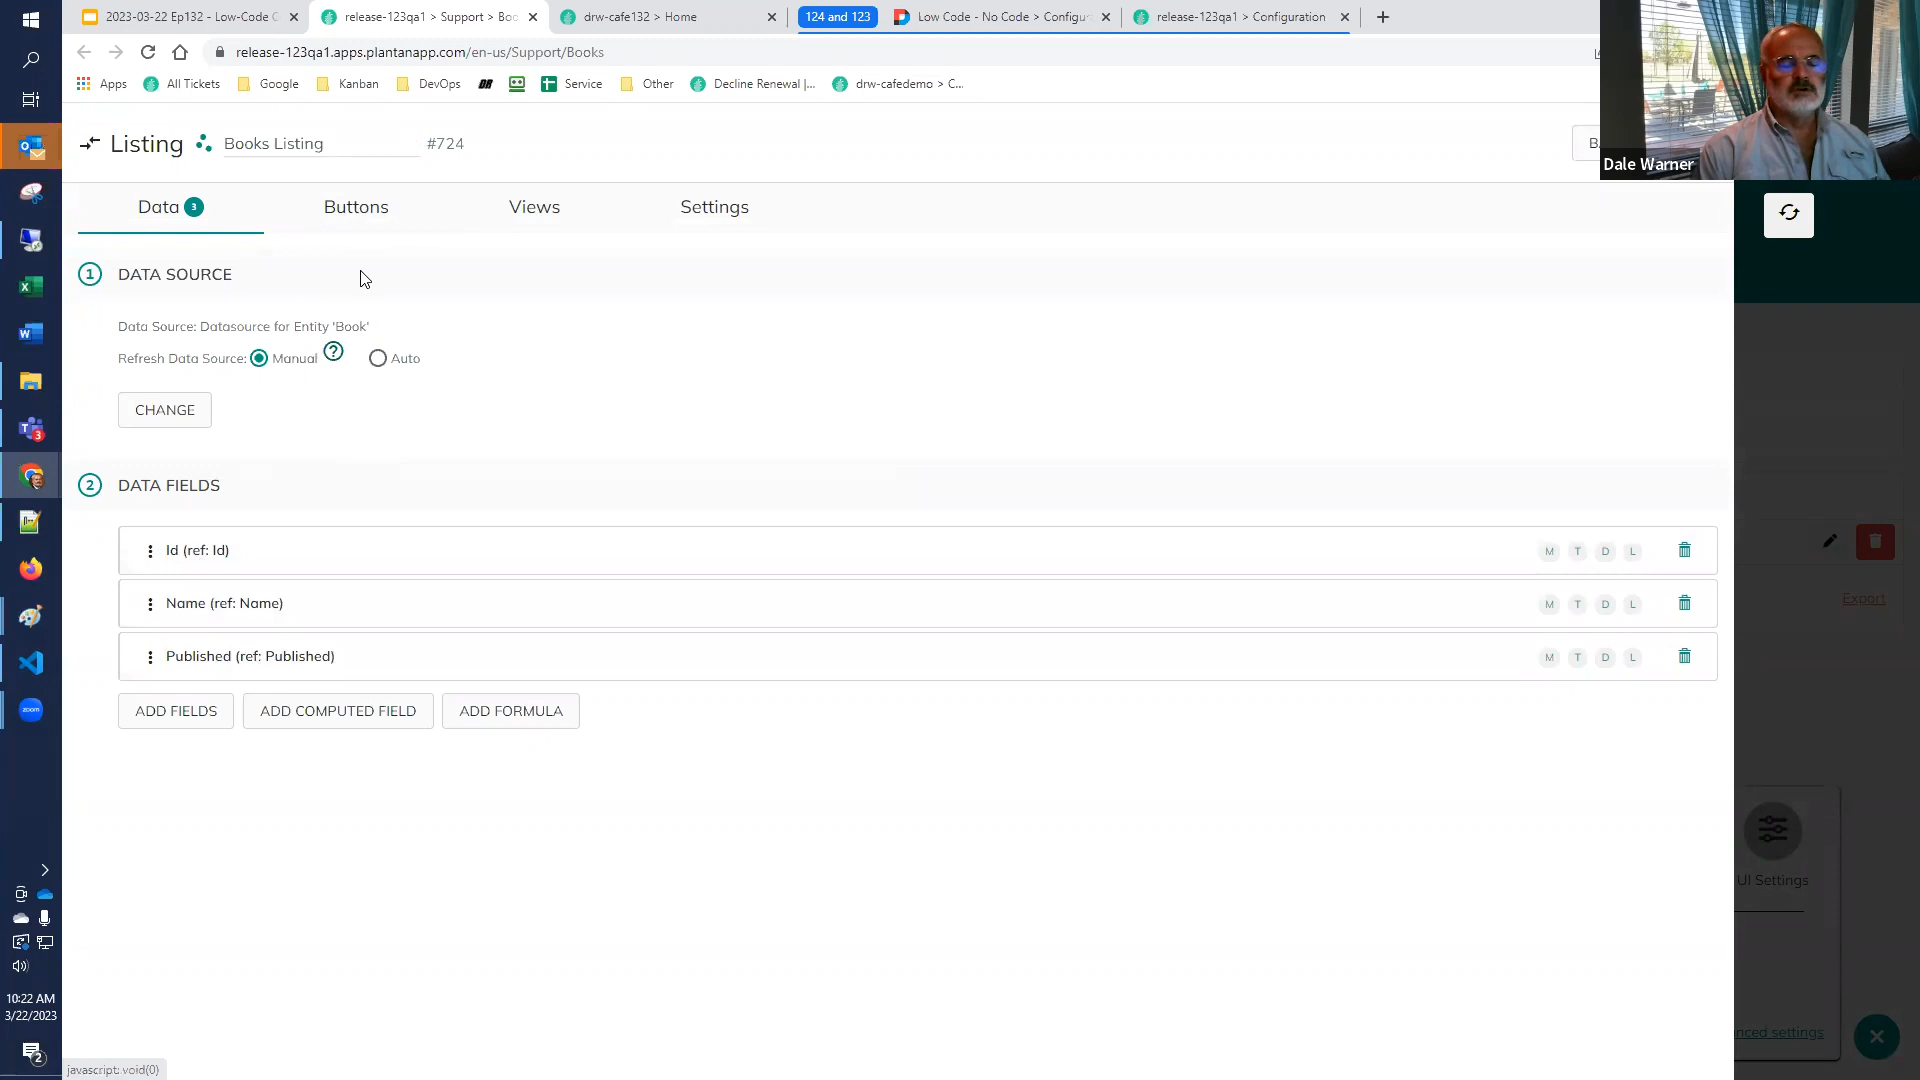 2023-03-22 Ep132 - Low-Code C
release-123qa1 > Support > Boo
drw-cafe132 > Home
124 and 123
Low Code - No Code > Configur
release-123qa1 > Configuration
release-123qa1.apps.plantanapp.com/en-us/Support/Books
Apps
All Tickets
Google
Kanban
DevOps
Service
Other
Decline Renewal |...
drw-cafedemo > C...
Listing
Books Listing
#724
Dale Warner
Data 3
Buttons
Views
Settings
1 DATA SOURCE
Data Source: Datasource for Entity 'Book'
Refresh Data Source: Manual ? Auto
CHANGE
2 DATA FIELDS
Id (ref: Id)
M T D L
Name (ref: Name)
M T D L
Export
Published (ref: Published)
M T D L
ADD FIELDS
ADD COMPUTED FIELD
ADD FORMULA
zoom
UI Settings
10:22 AM
3/22/2023
nced settings
2
javascript: void(0)